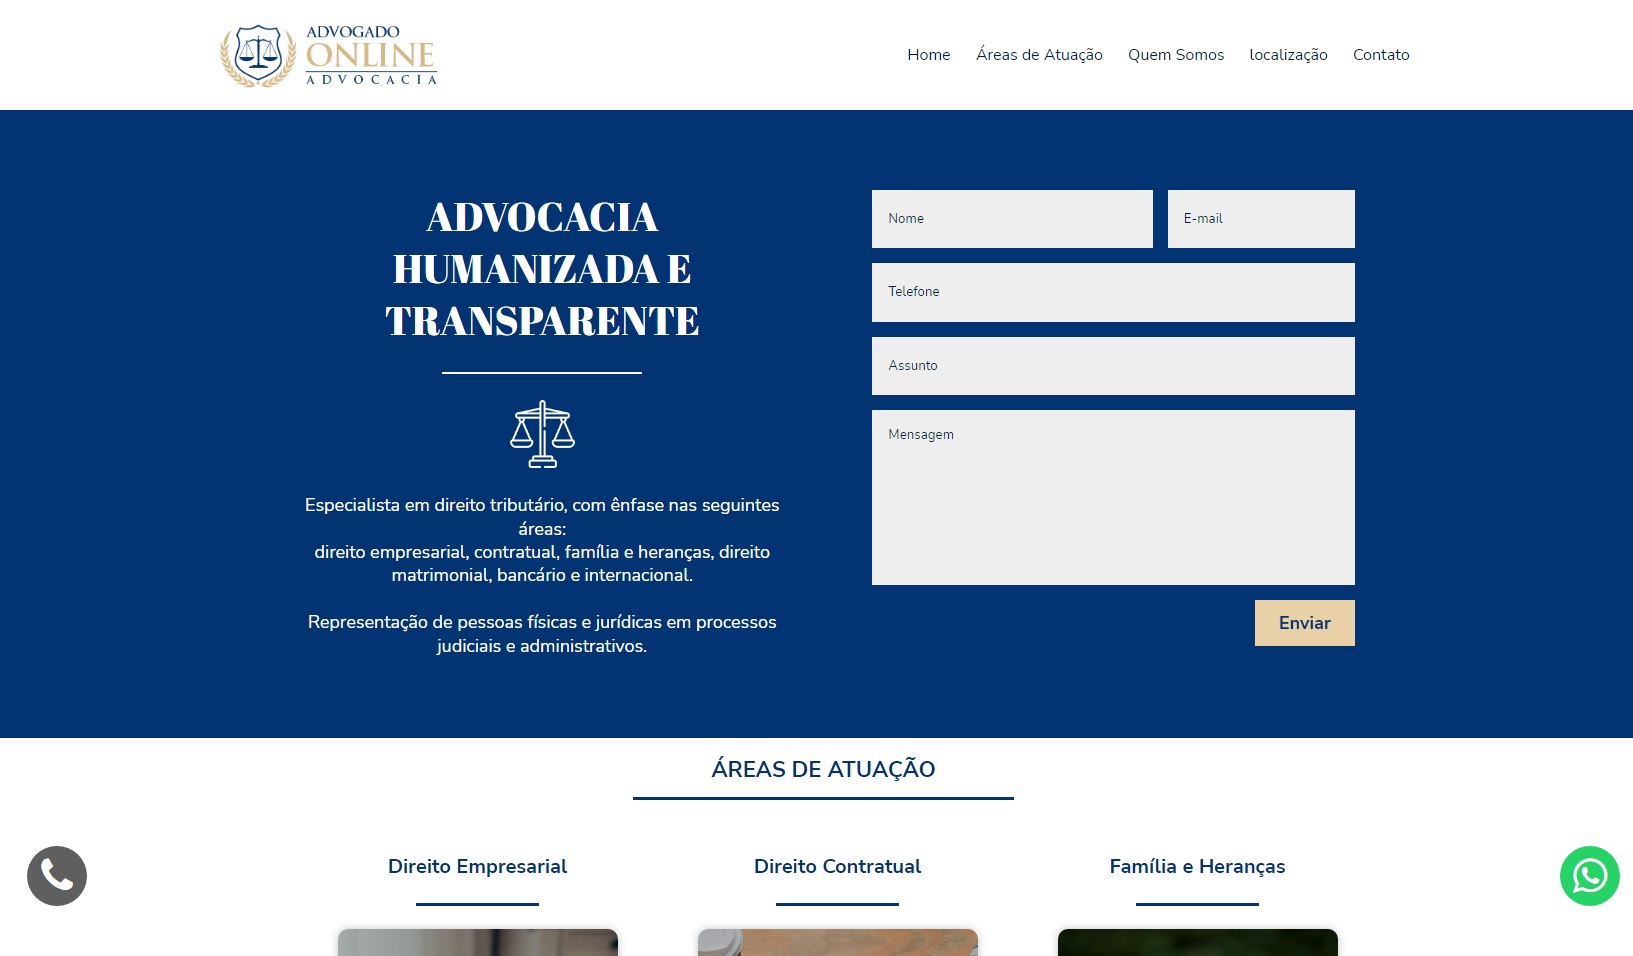 ADVOGADO
ONLINE
ADVOCACIA
Home Áreas de Atuação Quem Somos localização Contato
ADVOCACIA
HUMANIZADA E
TRANSPARENTE
Especialista em direito tributário, com ênfase nas seguintes
áreas:
direito empresarial, contratual, família e heranças, direito
matrimonial, bancário e internacional.
Representação de pessoas físicas e jurídicas em processos
judiciais e administrativos.
Nome
E-mail
Telefone
Assunto
Mensagem
Enviar
ÁREAS DE ATUAÇÃO
Direito Empresarial
Direito Contratual
Família e Heranças